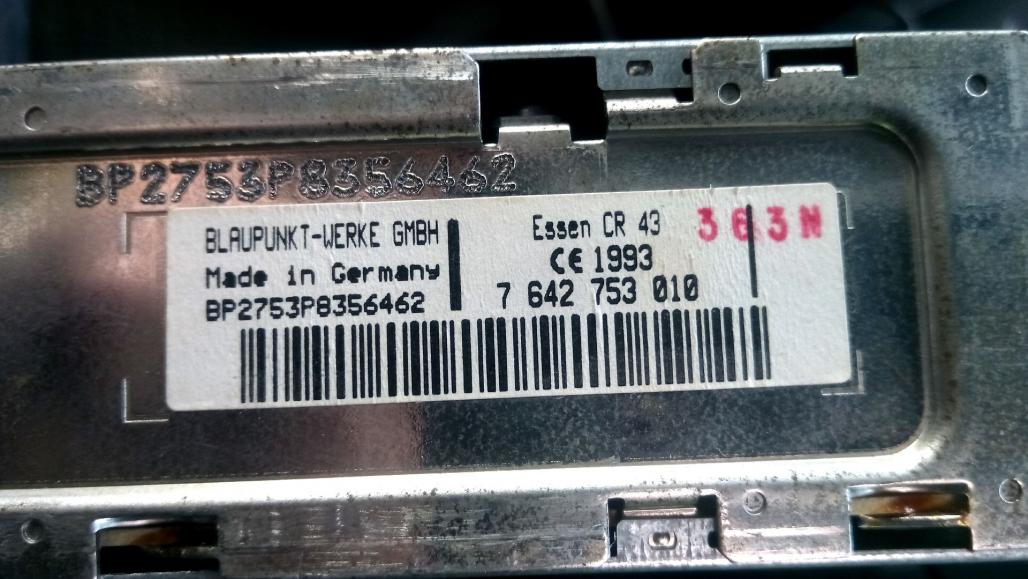 BP2753P8356462
BLAUPUNKT-WERKE GMBH
Made in Germany
BP2753P8356462
Essen CR 43
CE 1993
7 642 753 010
363N